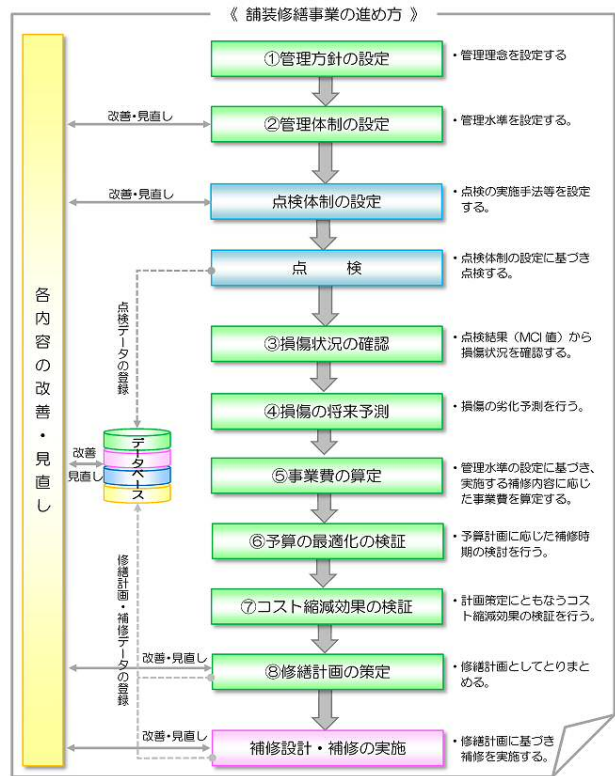 《 舗装修繕事業の進め方 》
①管理方針の設定
・管理理念を設定する
改善・見直し
②管理体制の設定
・管理水準を設定する。
改善・見直し
点検体制の設定
・点検の実施手法等を設定
する。
点　検
・点検体制の設定に基づき
点検する。
点検データの登録
③損傷状況の確認
・点検結果（MCI 値）から
損傷状況を確認する。
④損傷の将来予測
・損傷の劣化予測を行う。
各内容の改善・見直し
改善
見直し
データベース
⑤事業費の算定
・管理水準の設定に基づき、
実施する補修内容に応じ
た事業費を算定する。
⑥予算の最適化の検証
・予算計画に応じた補修時
期の検討を行う。
修繕計画・補修データの登録
⑦コスト縮減効果の検証
・計画策定にともなうコス
ト縮減効果の検証を行う。
改善・見直し
⑧修繕計画の策定
・修繕計画としてとりまと
める。
改善・見直し
補修設計・補修の実施
・修繕計画に基づき
補修を実施する。